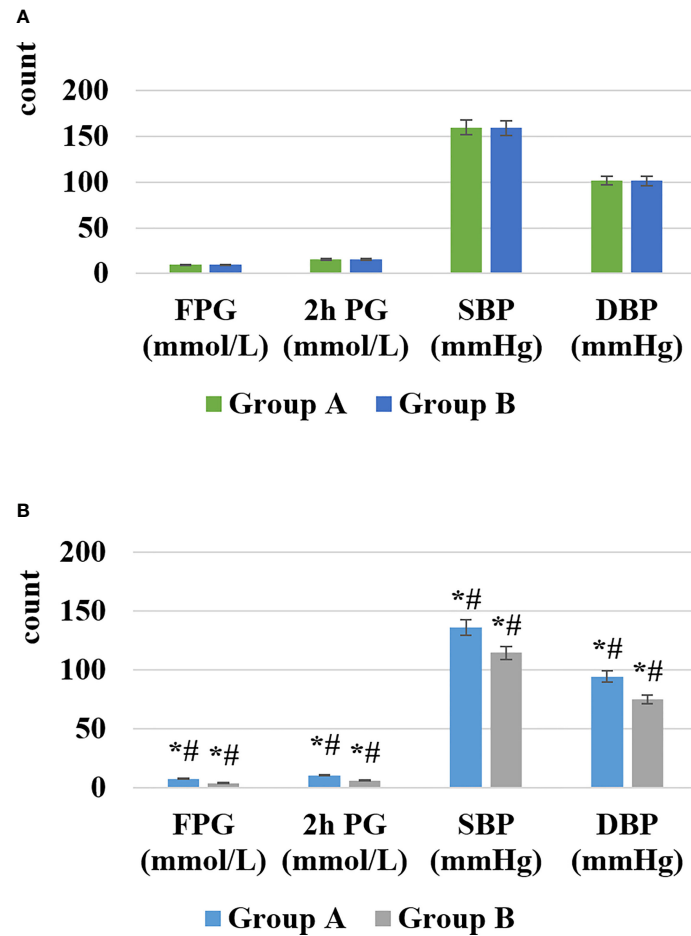 A
count
200
150
100
50
0
FPG 2h PG SBP DBP
(mmol/L) (mmol/L) (mmHg) (mmHg)
Group A Group B
B
count
200
150
100
50
0
*# *# *# *# *# *# *# *#
FPG 2h PG SBP DBP
(mmol/L) (mmol/L) (mmHg) (mmHg)
Group A Group B